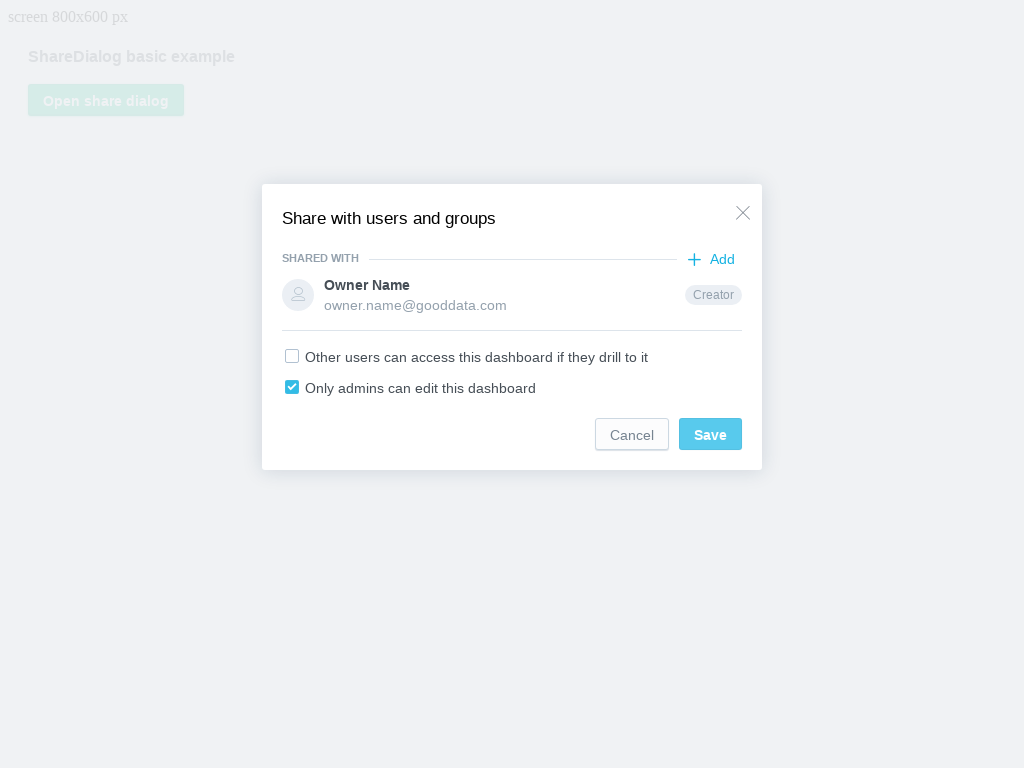 screen 800x600 px
ShareDialog basic example
Open share dialog
Share with users and groups
SHARED WITH
Add
Owner Name
owner.name@gooddata.com
Creator
Other users can access this dashboard if they drill to it
Only admins can edit this dashboard
Cancel
Save